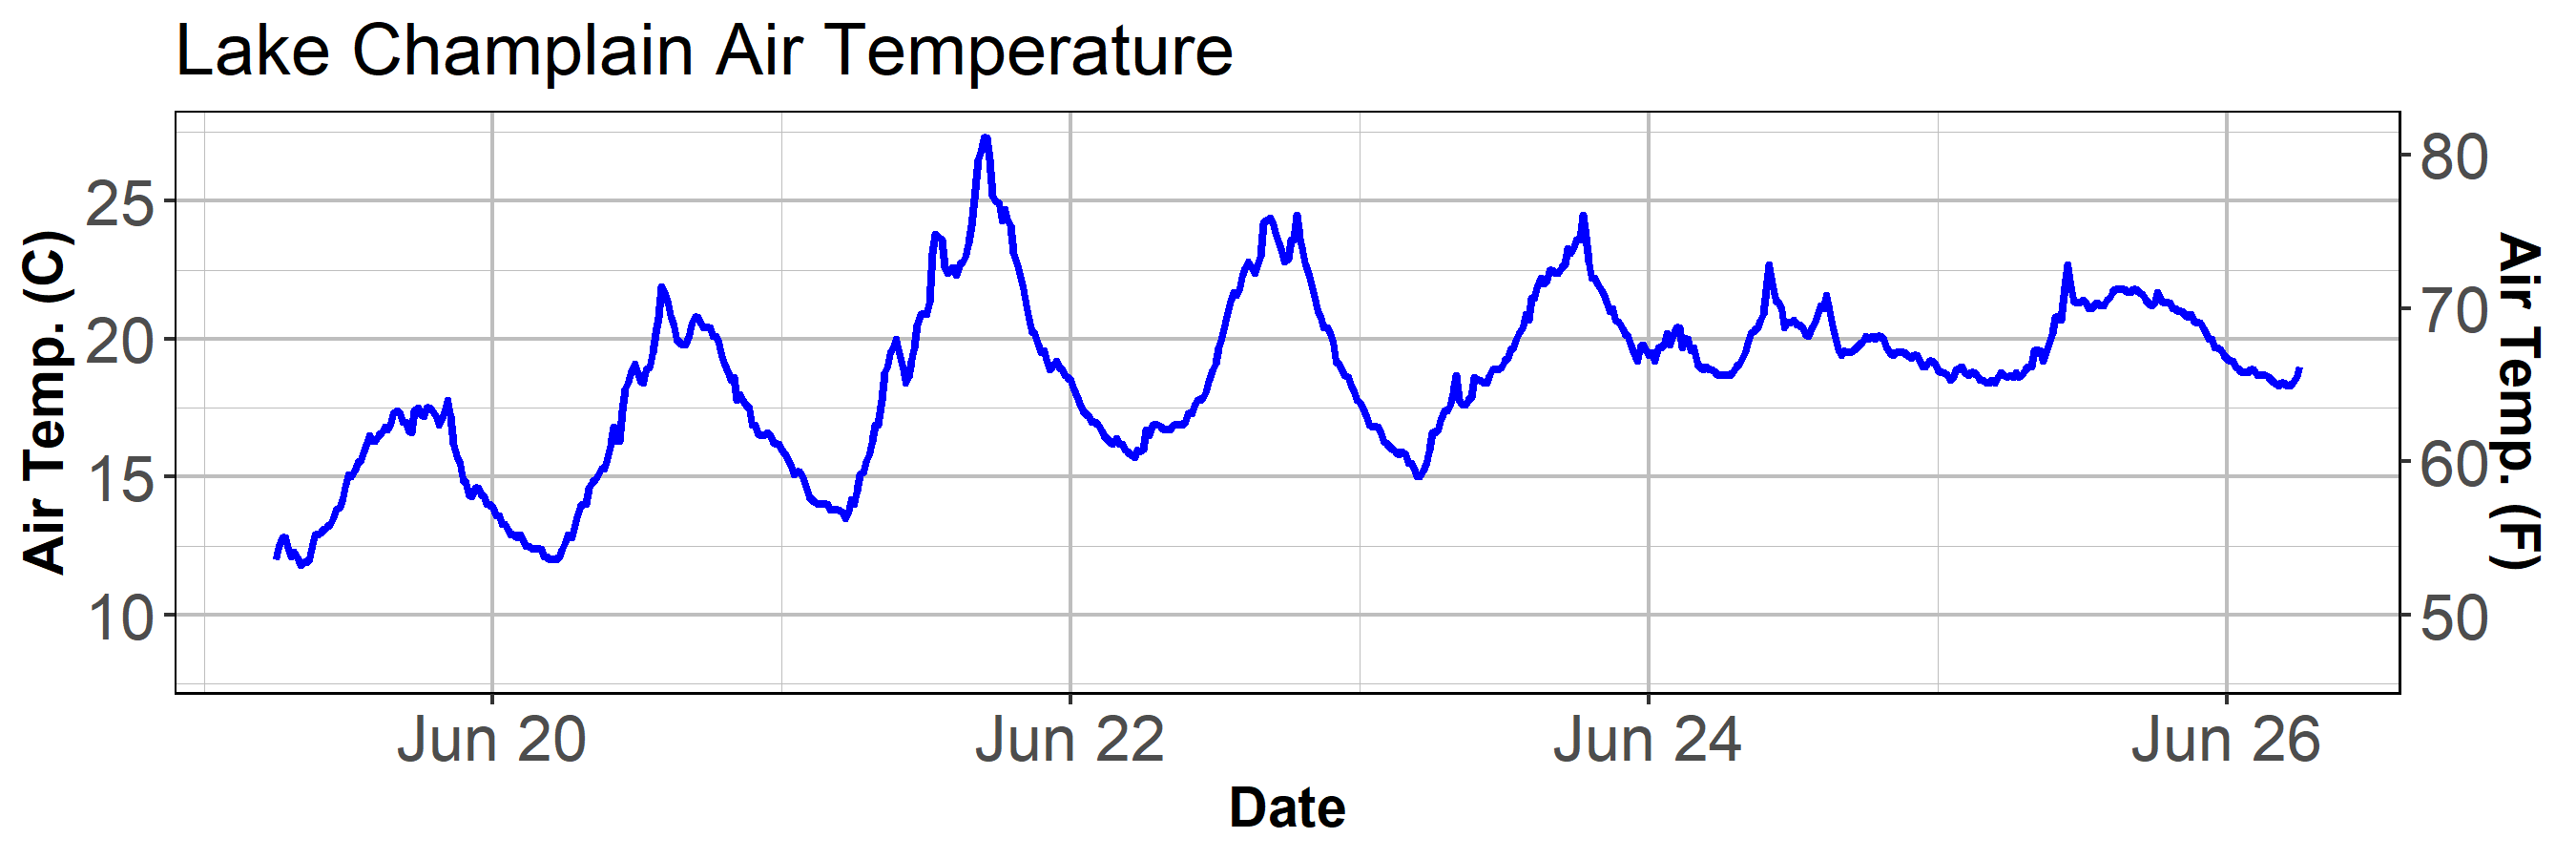 Lake Champlain Air Temperature
Air Temp. (C)
25
20
15
10
80
70
60
50
Air Temp. (F)
Jun 20 Jun 22 Jun 24 Jun 26
Date